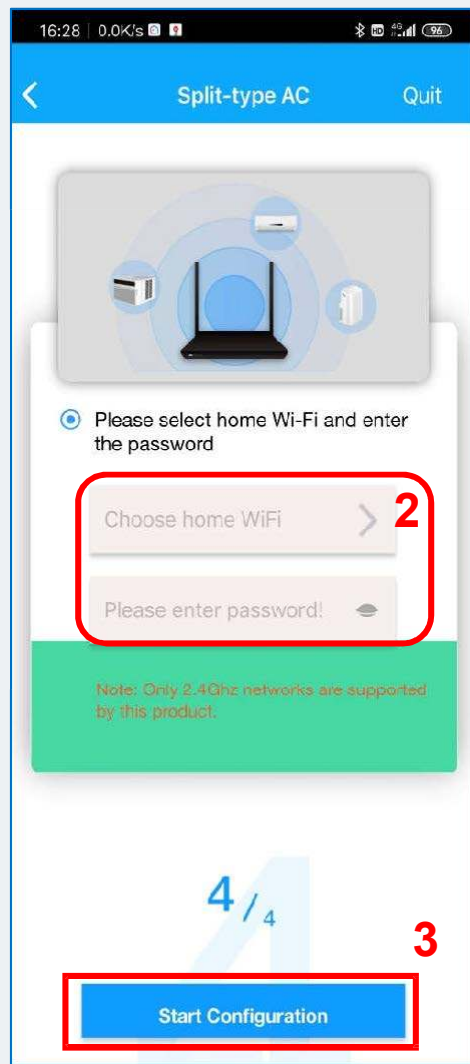 16:28 0.0K/s HD 4G 96
Split-type AC Quit
Please select home Wi-Fi and enter
the password
Choose home WiFi 2
Please enter password!
Note: Only 2.4Ghz networks are supported
by this product.
4/4
3
Start Configuration